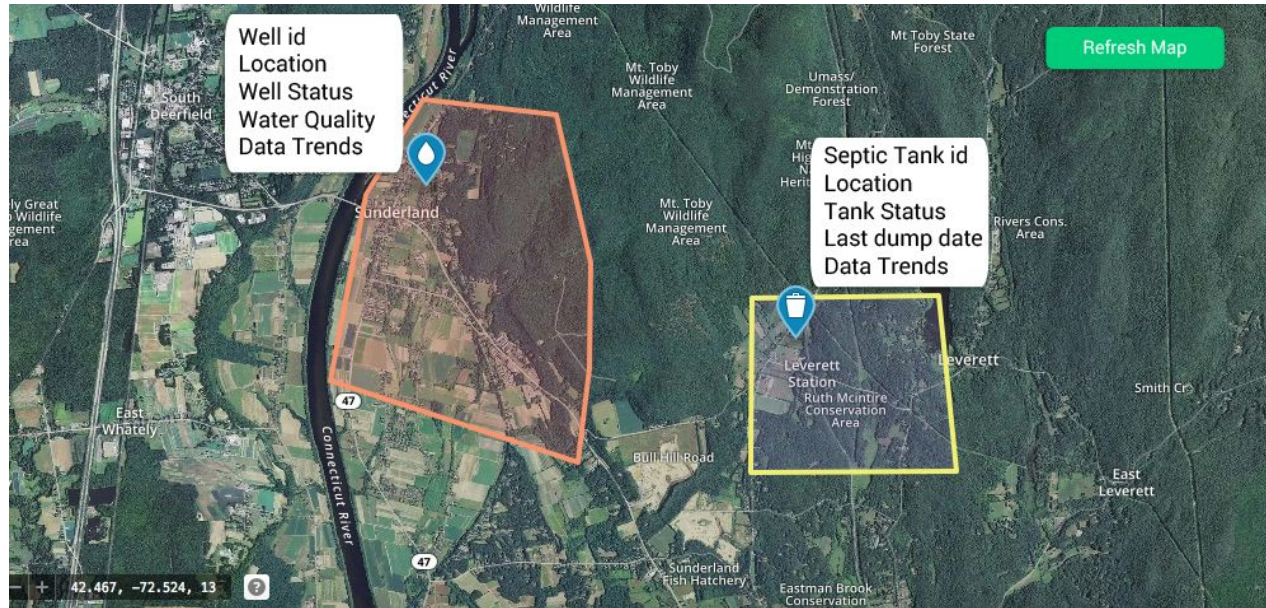 Well id
Location
Well Status
Water Quality
Data Trends
Wildlife
Management
Area
Mt Toby State
Forest
Refresh Map
South
Deerfield
Connecticut River
Mt. Toby
Wildlife
Management
Area
Umass/
Demonstration
Forest
Septic Tank id
Location
Tank Status
Last dump date
Data Trends
Sunderland
Mt. Toby
Wildlife
Management
Area
Rivers Cons.
Area
Leverett
Station
Ruth Mcintire
Conservation
Area
Leverett
Smith Cr
47
East
Whately
Connecticut River
Bull Hill Road
East
Leverett
47
Sunderland
Fish Hatchery
Eastman Brook
Conservation
− + 42.467, −72.524, 13 ?